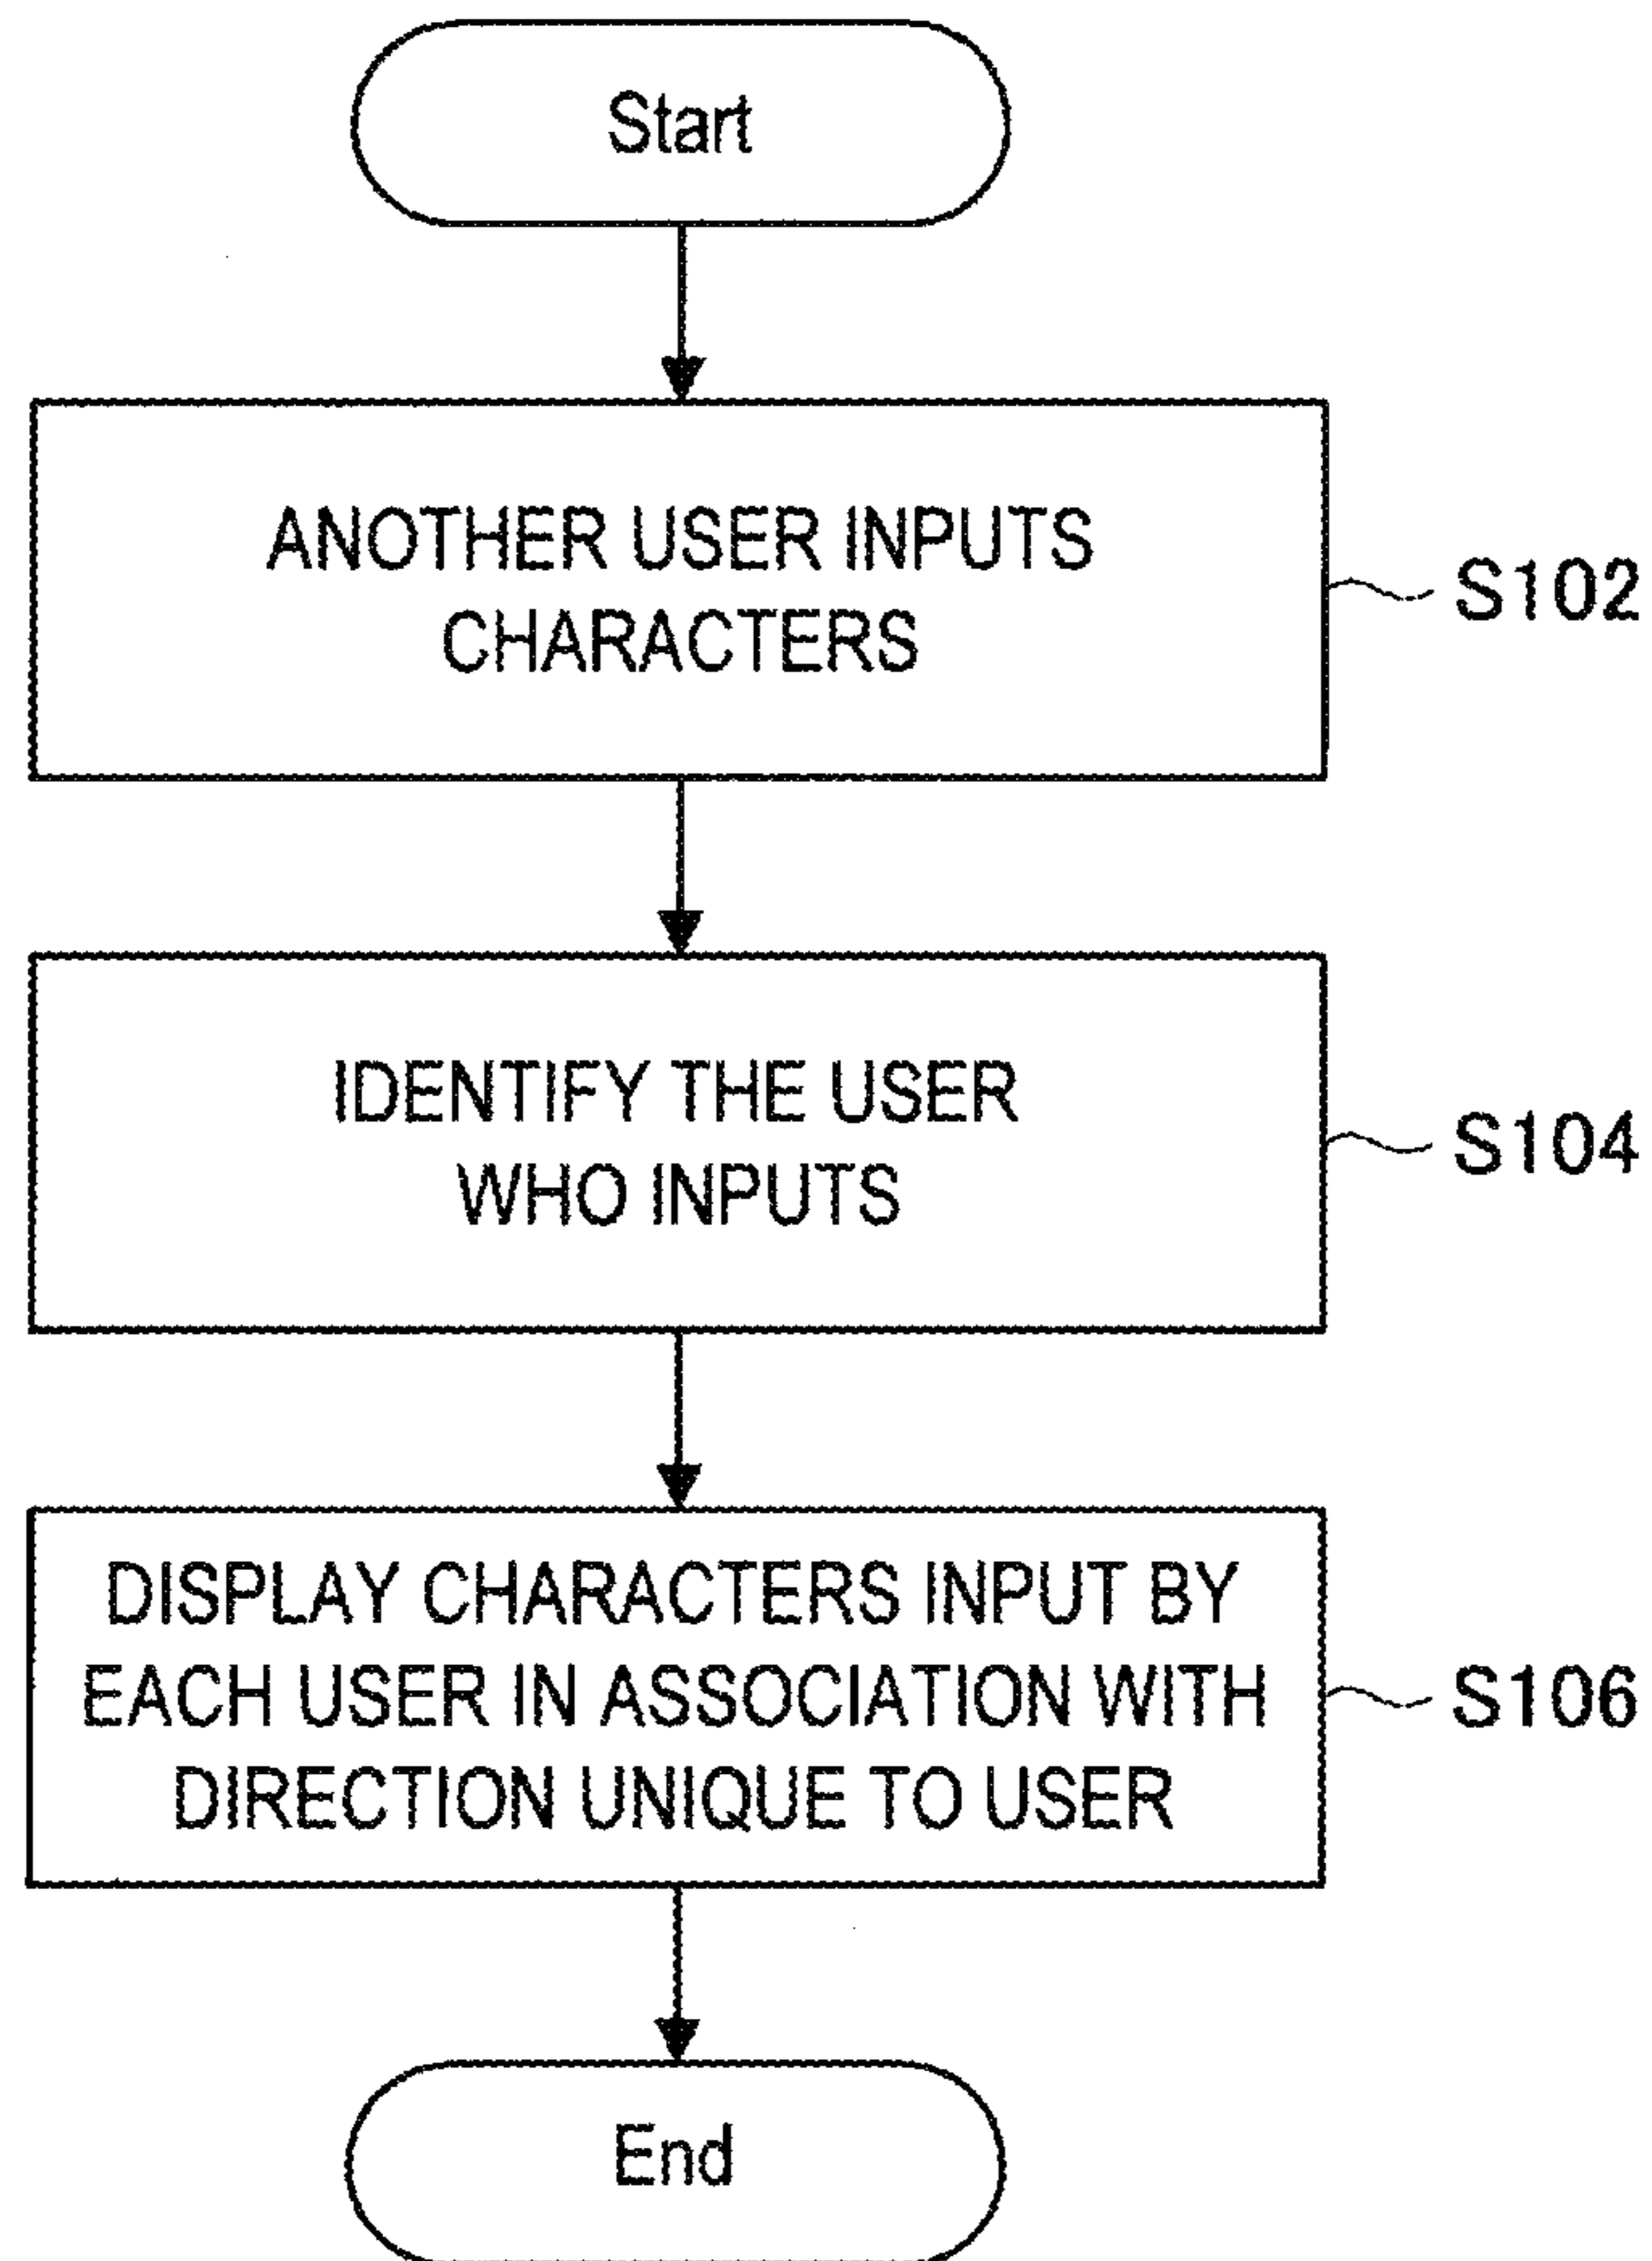 Start
ANOTHER USER INPUTS
CHARACTERS
S102
IDENTIFY THE USER
WHO INPUTS
S104
DISPLAY CHARACTERS INPUT BY
EACH USER IN ASSOCIATION WITH
DIRECTION UNIQUE TO USER
S106
End